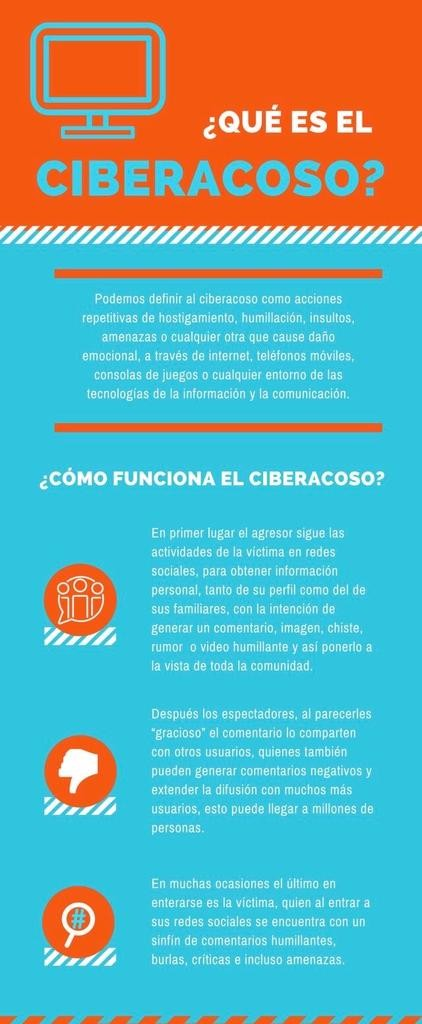 ¿QUÉ ES EL
CIBERACOSO?
Podemos definir al ciberacoso como acciones
repetitivas de hostigamiento, humillación, insultos,
amenazas o cualquier otra que cause daño
emocional, a través de internet, teléfonos móviles,
consolas de juegos o cualquier entorno de las
tecnologías de la información y la comunicación.
¿CÓMO FUNCIONA EL CIBERACOSO?
En primer lugar el agresor sigue las
actividades de la víctima en redes
sociales, para obtener información
personal, tanto de su perfil como del de
sus familiares, con la intención de
generar un comentario, imagen, chiste,
rumor o video humillante y así ponerlo a
la vista de toda la comunidad.
Después los espectadores, al parecerles
"gracioso" el comentario lo comparten
con otros usuarios, quienes también
pueden generar comentarios negativos y
extender la difusión con muchos más
usuarios, esto puede llegar a millones de
personas.
#
En muchas ocasiones el último en
enterarse es la víctima, quien al entrar a
sus redes sociales se encuentra con un
sinfín de comentarios humillantes,
burlas, críticas e incluso amenazas.